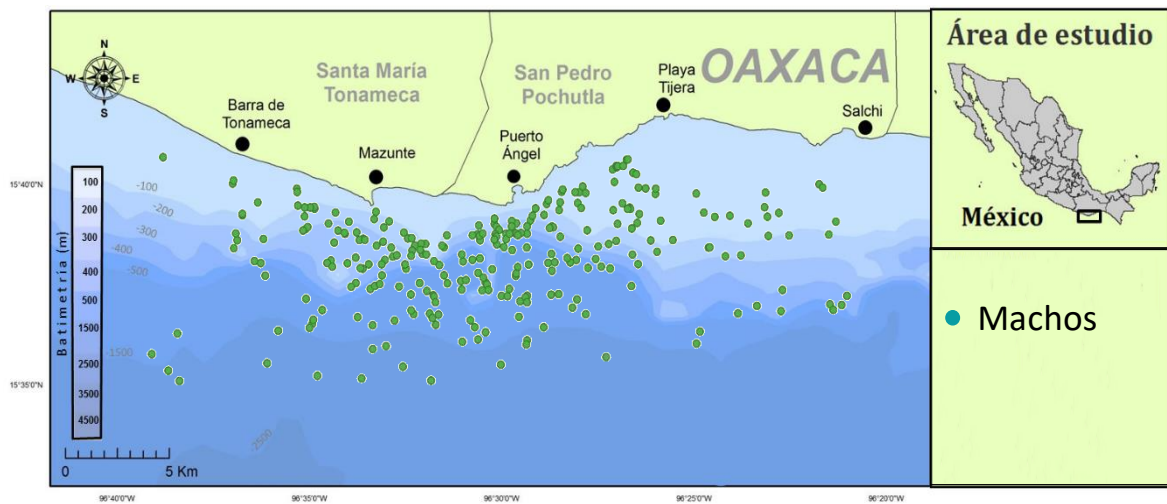 N
W E
S
Santa María
Tonameca
San Pedro
Pochutla
OAXACA
Playa
Tijera
Salchi
Barra de
Tonameca
Mazunte
Puerto
Ángel
15°40'0"N
15°35'0"N
Batimetría (m)
100
200
300
400
500
1500
2500
3500
4500
-100
-200
-300
-400
-500
-1500
-2500
0 5 Km
96°40'0"W 96°35'0"W 96°30'0"W 96°25'0"W 96°20'0"W
Área de estudio
México
Machos